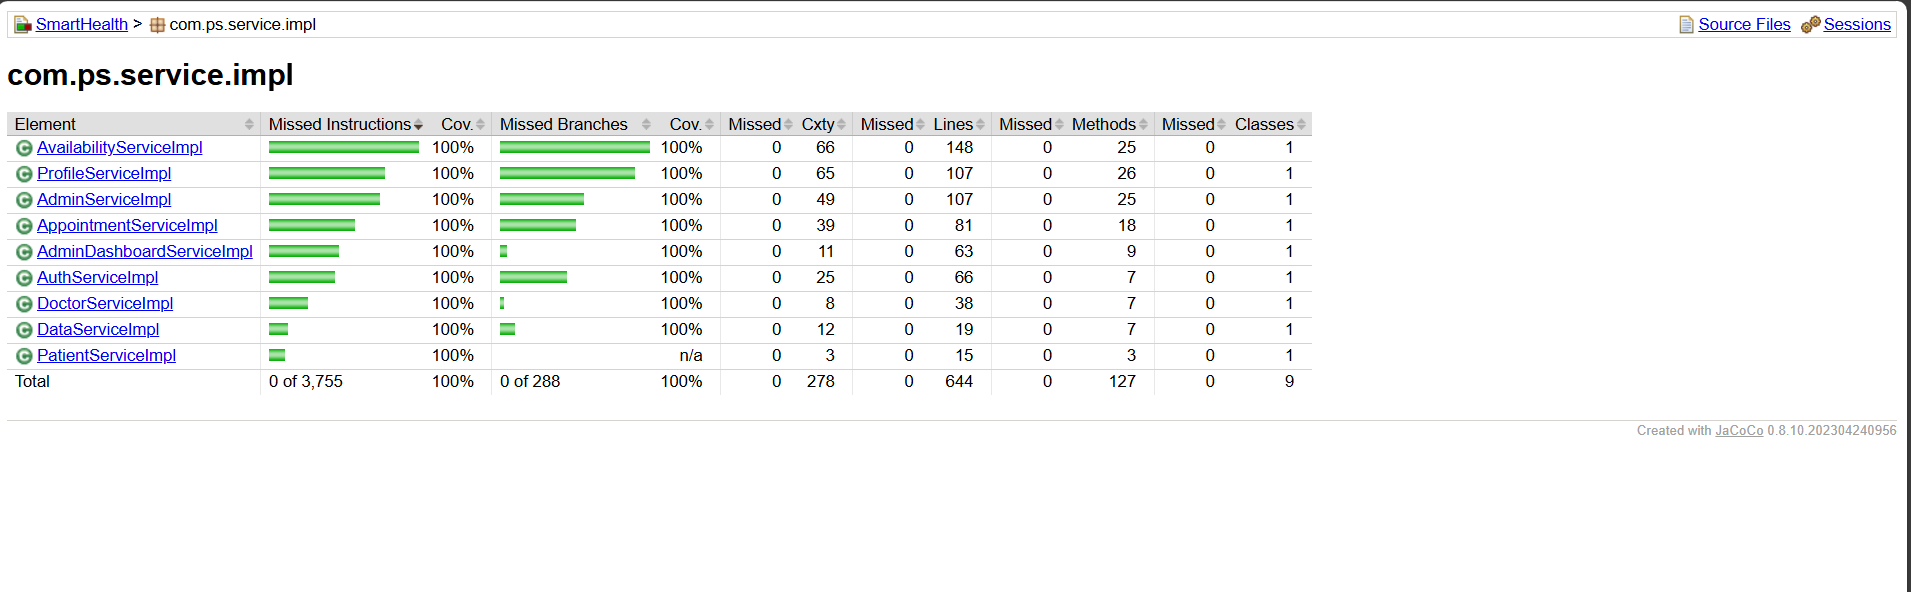 SmartHealth > com.ps.service.impl Source Files Sessions
com.ps.service.impl
Element Missed Instructions Cov. Missed Branches Cov. Missed Cxty Missed Lines Missed Methods Missed Classes
AvailabilityServiceImpl 100% 100% 0 66 0 148 0 25 0 1
ProfileServiceImpl 100% 100% 0 65 0 107 0 26 0 1
AdminServiceImpl 100% 100% 0 49 0 107 0 25 0 1
AppointmentServiceImpl 100% 100% 0 39 0 81 0 18 0 1
AdminDashboardServiceImpl 100% 100% 0 11 0 63 0 9 0 1
AuthServiceImpl 100% 100% 0 25 0 66 0 7 0 1
DoctorServiceImpl 100% 100% 0 8 0 38 0 7 0 1
DataServiceImpl 100% 100% 0 12 0 19 0 7 0 1
PatientServiceImpl 100% n/a 0 3 0 15 0 3 0 1
Total 0 of 3,755 100% 0 of 288 100% 0 278 0 644 0 127 0 9
Created with JaCoCo 0.8.10.202304240956